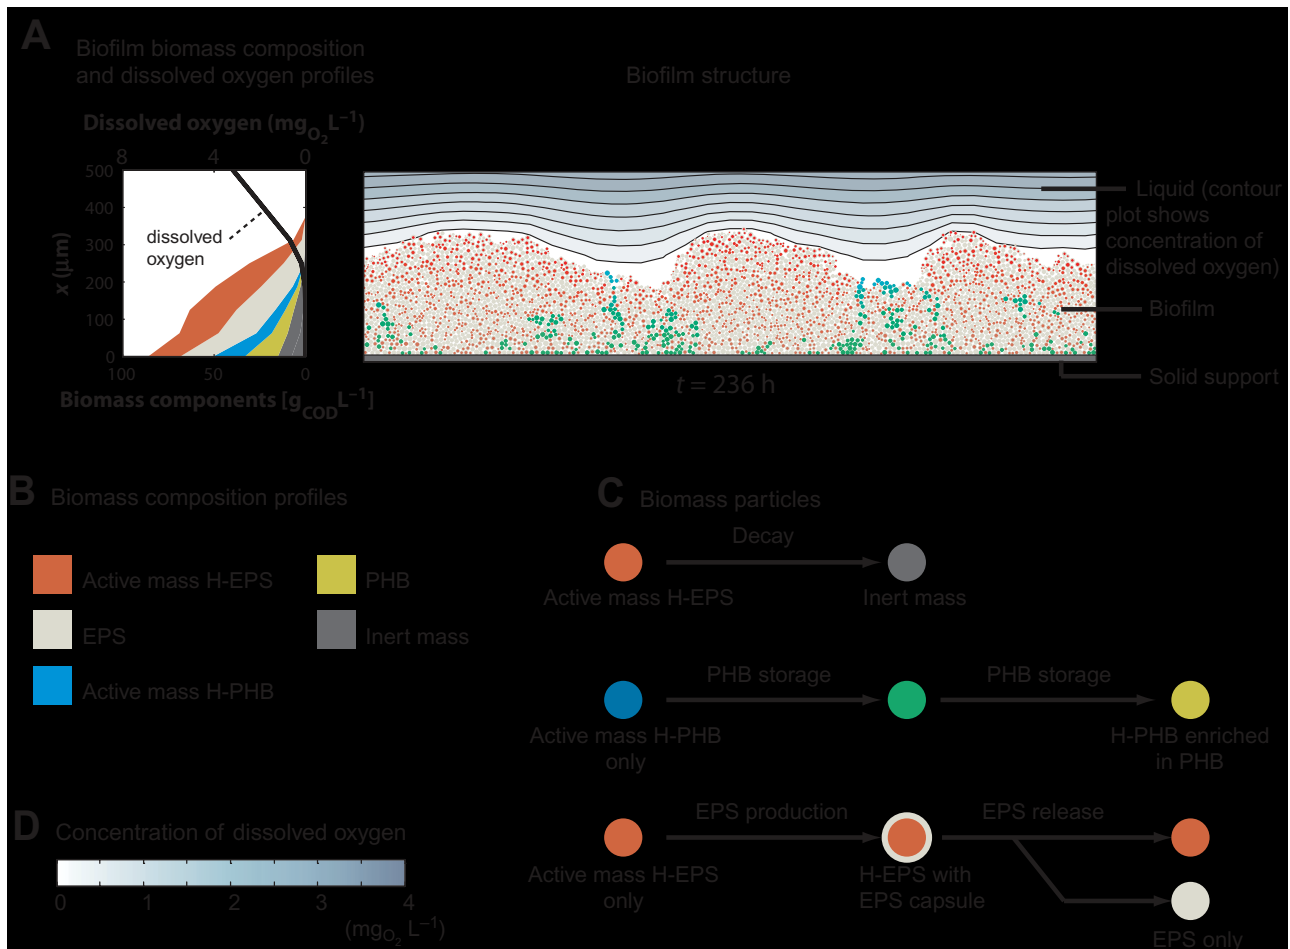 A
Biofilm biomass composition
and dissolved oxygen profiles
Biofilm structure
Dissolved oxygen (mgO2L−1)
8 4 0
500
400
300
200
100
0
x (μm)
dissolved
oxygen
100 50 0
Biomass components [gCODL−1]
t = 236 h
Liquid (contour
plot shows
concentration of
dissolved oxygen)
Biofilm
Solid support
B Biomass composition profiles
Active mass H-EPS
EPS
Active mass H-PHB
PHB
Inert mass
C Biomass particles
Decay
Active mass H-EPS
Inert mass
PHB storage
PHB storage
Active mass H-PHB
only
H-PHB enriched
in PHB
EPS production
EPS release
Active mass H-EPS
only
H-EPS with
EPS capsule
EPS only
D Concentration of dissolved oxygen
0 1 2 3 4
(mgO2 L−1)